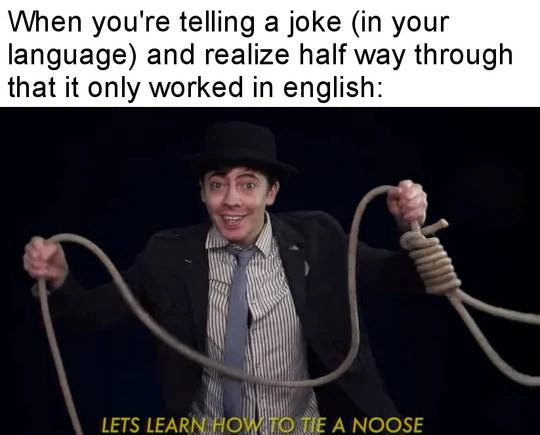 When you're telling a joke (in your
language) and realize half way through
that it only worked in english:
LETS LEARN HOW TO TIE A NOOSE